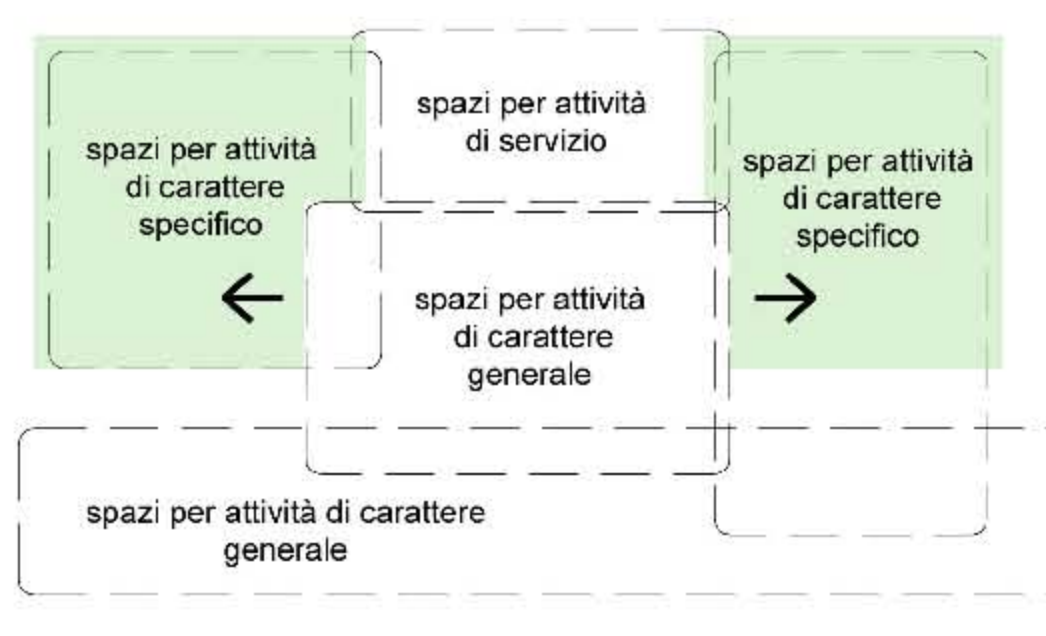 spazi per attività
di carattere
specifico
spazi per attività
di servizio
spazi per attività
di carattere
specifico
spazi per attività
di carattere
generale
spazi per attività di carattere
generale